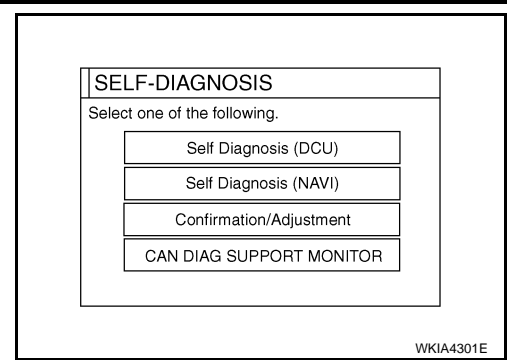 SELF-DIAGNOSIS
Select one of the following.
Self Diagnosis (DCU)
Self Diagnosis (NAVI)
Confirmation/Adjustment
CAN DIAG SUPPORT MONITOR
WKIA4301E